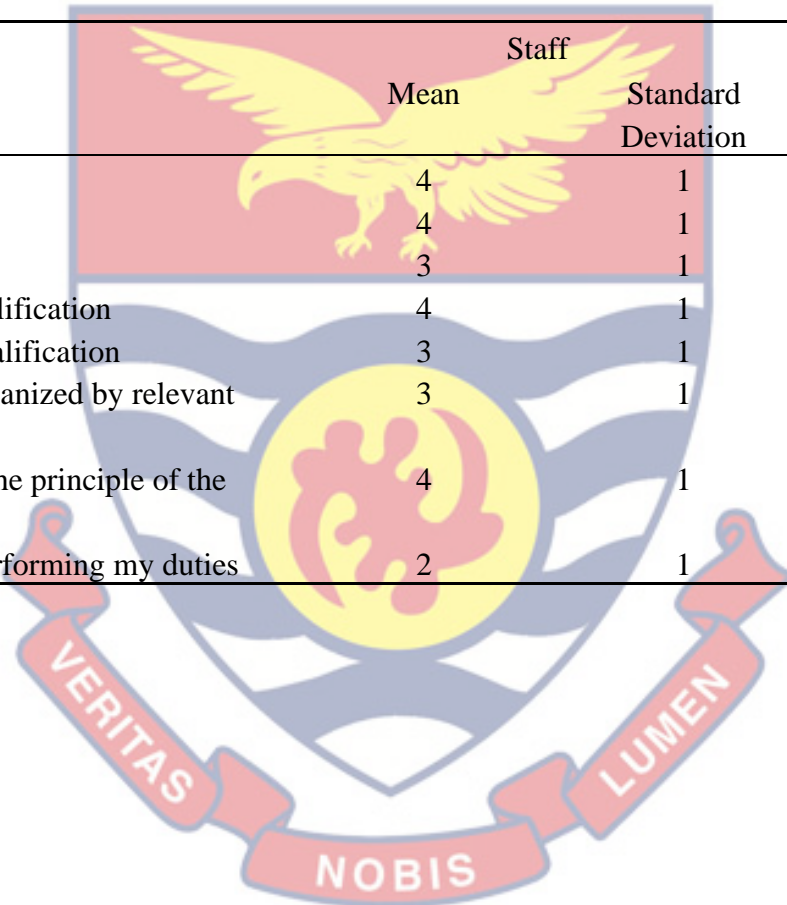 Staff
Mean Standard
Deviation
4 1
4 1
3 1
lification 4 1
alification 3 1
anized by relevant 3 1
he principle of the 4 1
rforming my duties 2 1
VERITAS
NOBIS
LUMEN